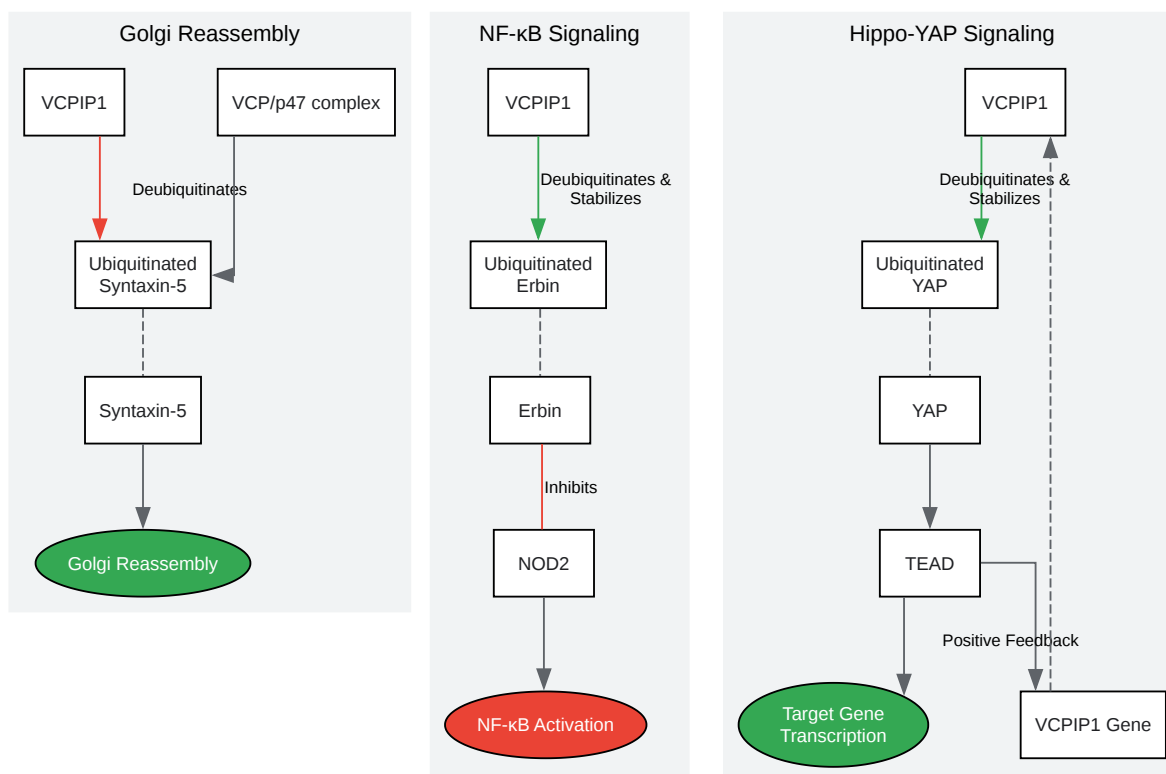 Golgi Reassembly
VCPIP1
VCP/p47 complex
Deubiquitinates
Ubiquitinated
Syntaxin-5
Syntaxin-5
Golgi Reassembly
NF-κB Signaling
VCPIP1
Deubiquitinates &
Stabilizes
Ubiquitinated
Erbin
Erbin
Inhibits
NOD2
NF-κB Activation
Hippo-YAP Signaling
VCPIP1
Deubiquitinates &
Stabilizes
Ubiquitinated
YAP
YAP
TEAD
Positive Feedback
Target Gene
Transcription
VCPIP1 Gene